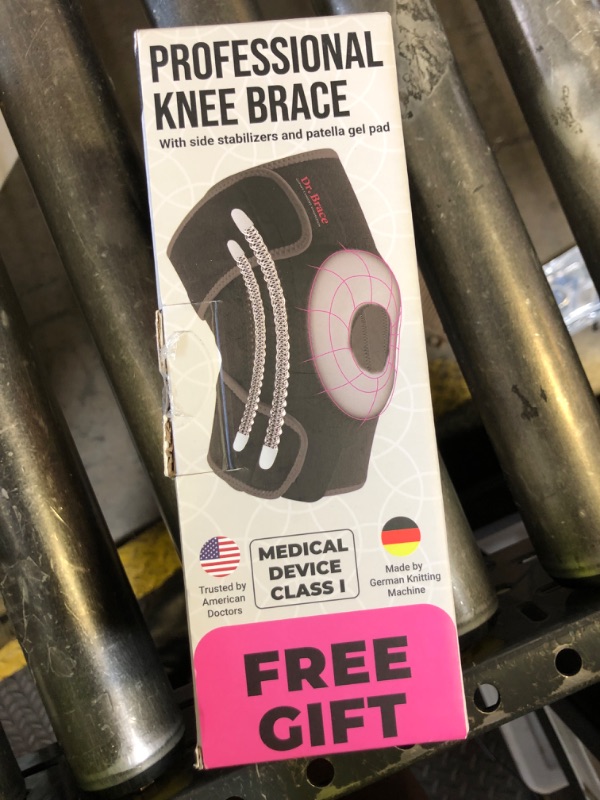 PROFESSIONAL
KNEE BRACE
With side stabilizers and patella gel pad
Dr. Brace
Trusted by
American
Doctors
MEDICAL
DEVICE
CLASS I
Made by
German Knitting
Machine
FREE
GIFT